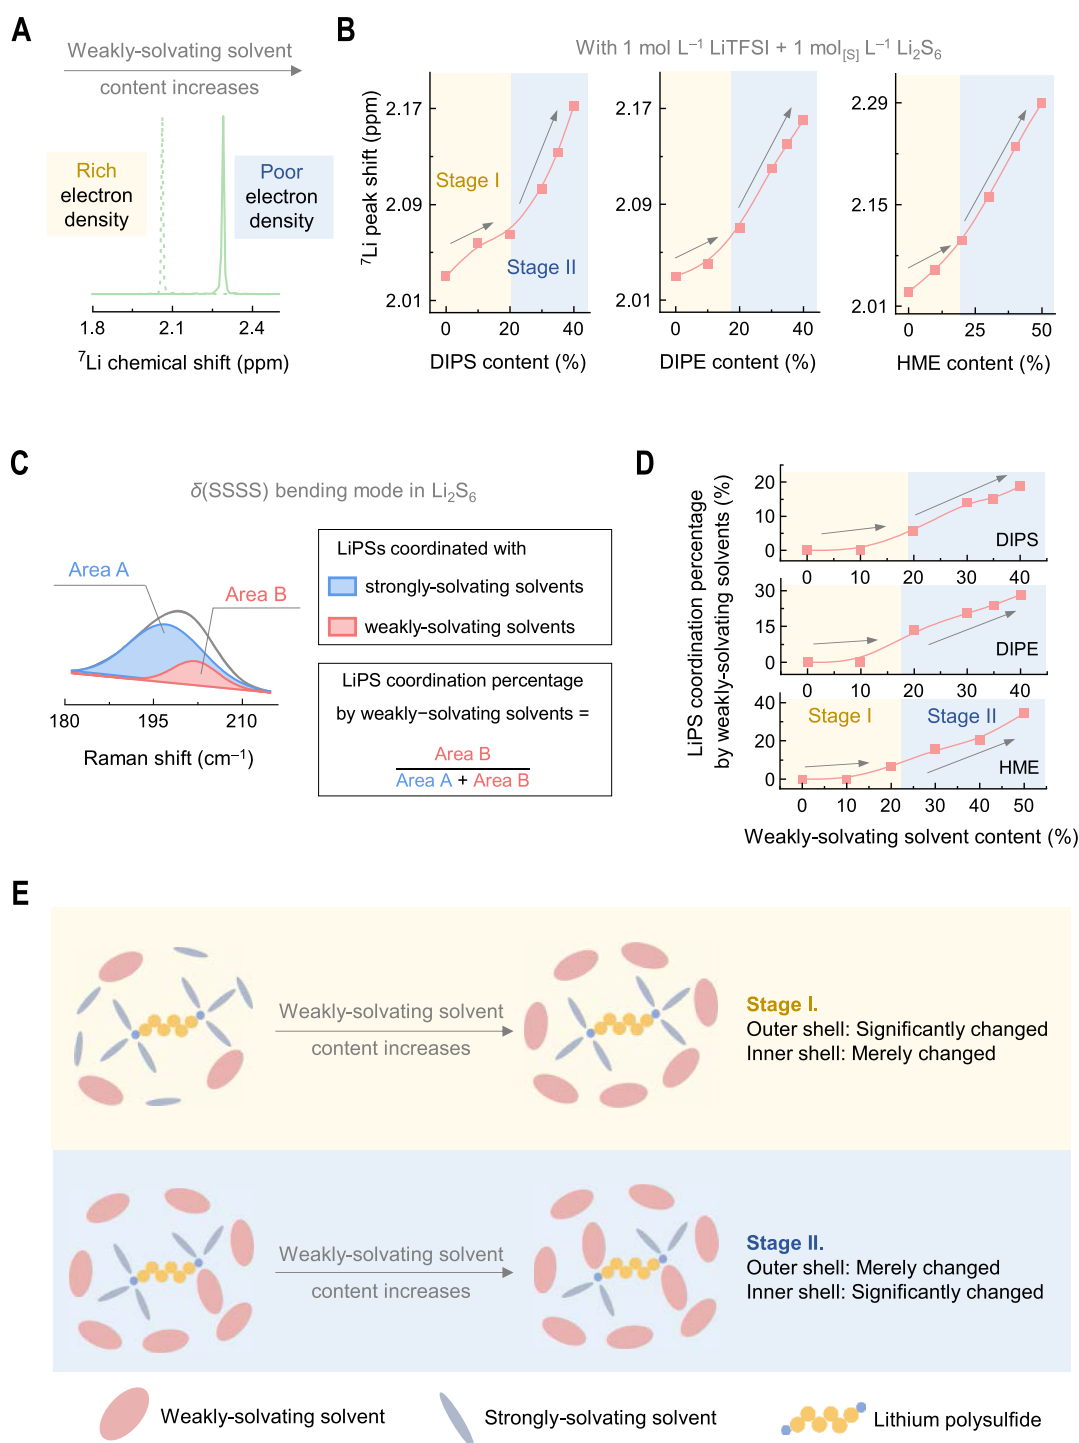 A
Weakly-solvating solvent
content increases
Rich
electron
density
Poor
electron
density
1.8 2.1 2.4
⁷Li chemical shift (ppm)
B
With 1 mol L⁻¹ LiTFSI + 1 mol[S] L⁻¹ Li₂S₆
⁷Li peak shift (ppm)
2.17
2.09
2.01
Stage I
Stage II
0 20 40
DIPS content (%)
2.17
2.09
2.01
0 20 40
DIPE content (%)
2.29
2.15
2.01
0 25 50
HME content (%)
C
δ(SSSS) bending mode in Li₂S₆
Area A
Area B
180 195 210
Raman shift (cm⁻¹)
LiPSs coordinated with
strongly-solvating solvents
weakly-solvating solvents
LiPS coordination percentage
by weakly−solvating solvents =
Area B
Area A + Area B
D
LiPS coordination percentage
by weakly-solvating solvents (%)
20
10
0
DIPS
0 10 20 30 40
30
15
0
DIPE
0 10 20 30 40
40
20
0
Stage I
Stage II
HME
0 10 20 30 40 50
Weakly-solvating solvent content (%)
E
Weakly-solvating solvent
content increases
Stage I.
Outer shell: Significantly changed
Inner shell: Merely changed
Weakly-solvating solvent
content increases
Stage II.
Outer shell: Merely changed
Inner shell: Significantly changed
Weakly-solvating solvent
Strongly-solvating solvent
Lithium polysulfide